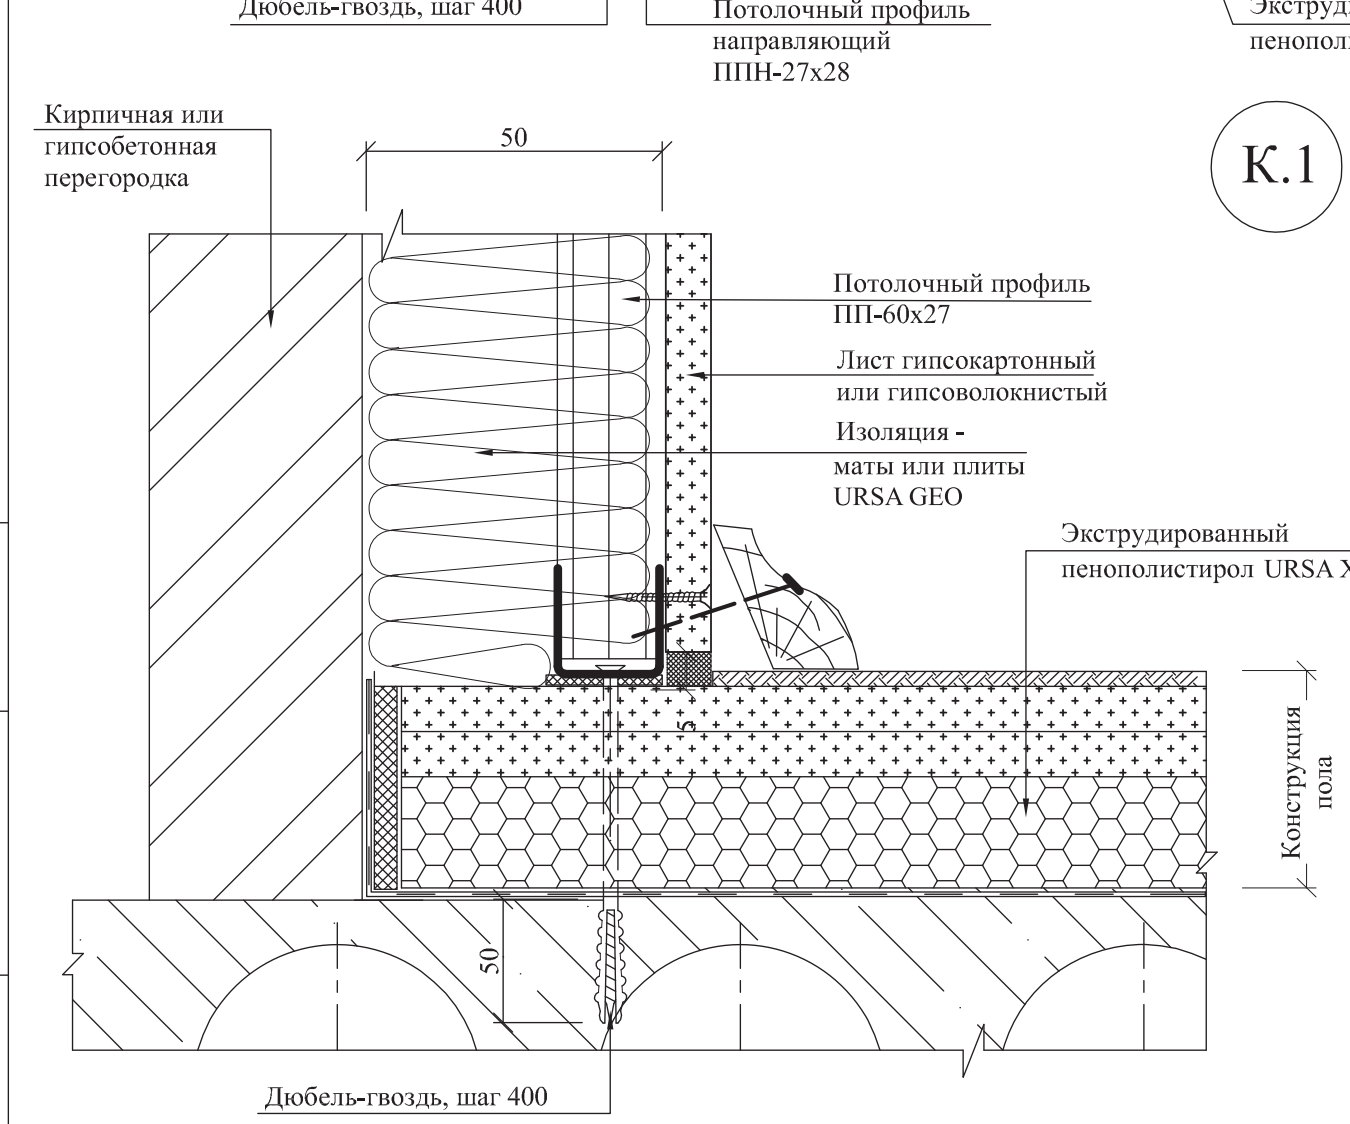 Дюбель-гвоздь, шаг 400
Потолочный профиль
направляющий
ППН-27х28
Кирпичная или
гипсобетонная
перегородка
50
К.1
Потолочный профиль
ПП-60х27
Лист гипсокартонный
или гипсоволокнистый
Изоляция -
маты или плиты
URSA GEO
Экструдированный
пенополистирол URSA X
5
Конструкция
пола
50
Дюбель-гвоздь, шаг 400